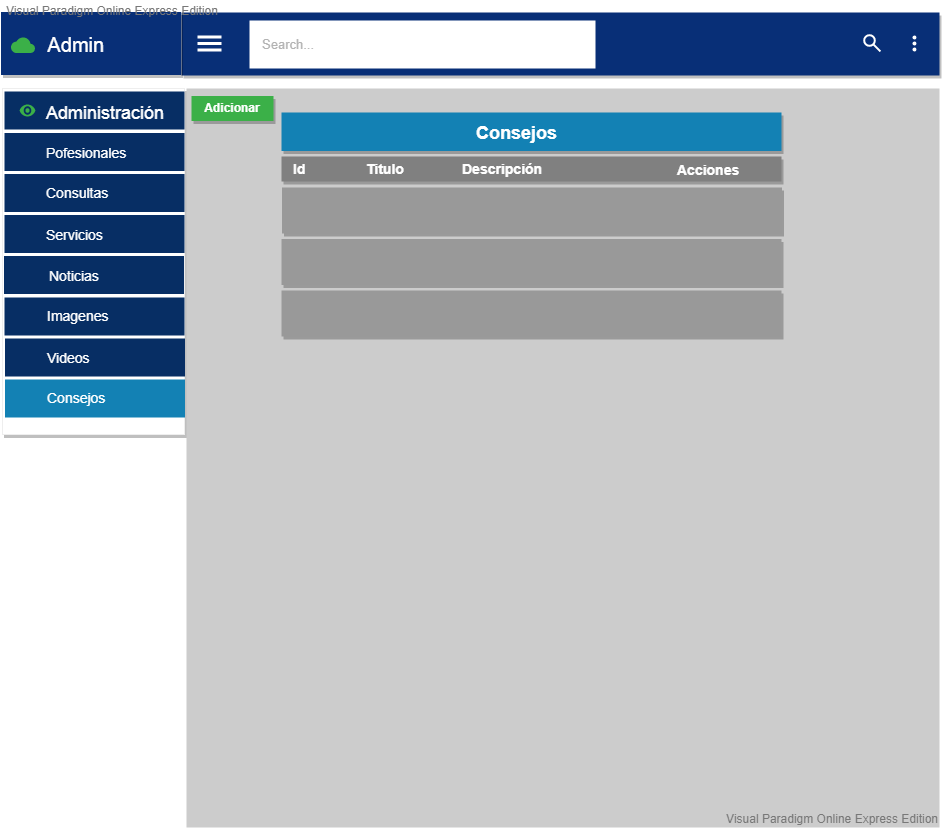 Visual Paradigm Online Express Edition
Admin
Search...
Administración
Adicionar
Consejos
Pofesionales
Id Titulo Descripción Acciones
Consultas
Servicios
Noticias
Imagenes
Videos
Consejos
Visual Paradigm Online Express Edition